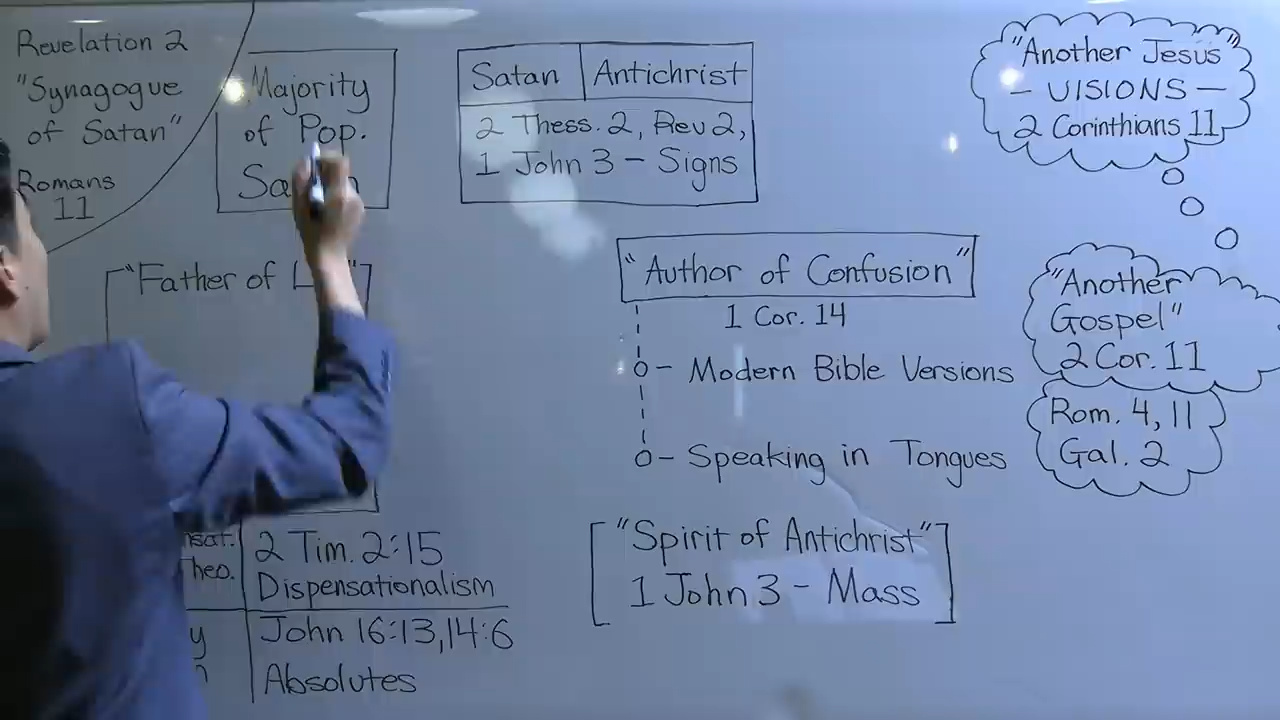 Revelation 2
"Synagogue
of Satan"
Romans
11
Majority
of Pop.
Satan Antichrist
2 Thess. 2, Rev 2,
1 John 3 - Signs
"Another Jesus"
- VISIONS -
2 Corinthians 11
"Father of
"Author of Confusion"
1 Cor. 14
- Modern Bible Versions
- Speaking in Tongues
"Another
Gospel"
2 Cor. 11
Rom. 4, 11
Gal. 2
"Spirit of Antichrist"
1 John 3 - Mass
2 Tim. 2:15
Theo. Dispensationalism
John 16:13,14:6
Absolutes